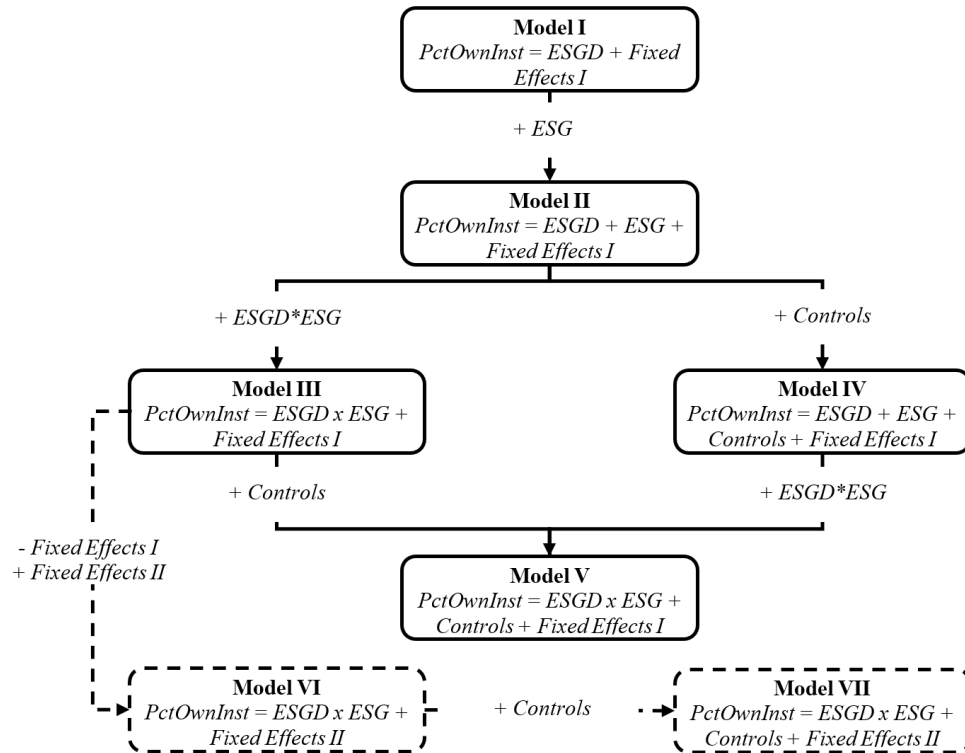 Model I
PctOwnInst = ESGD + Fixed
Effects I
+ ESG
Model II
PctOwnInst = ESGD + ESG +
Fixed Effects I
+ ESGD*ESG
+ Controls
Model III
PctOwnInst = ESGD x ESG +
Fixed Effects I
Model IV
PctOwnInst = ESGD + ESG +
Controls + Fixed Effects I
+ Controls
+ ESGD*ESG
- Fixed Effects I
+ Fixed Effects II
Model V
PctOwnInst = ESGD x ESG +
Controls + Fixed Effects I
Model VI
PctOwnInst = ESGD x ESG +
Fixed Effects II
+ Controls
Model VII
PctOwnInst = ESGD x ESG +
Controls + Fixed Effects II